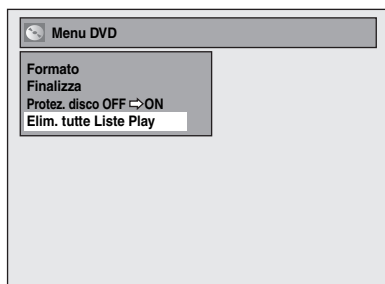 Menu DVD
Formato
Finalizza
Protez. disco OFF ⇨ ON
Elim. tutte Liste Play